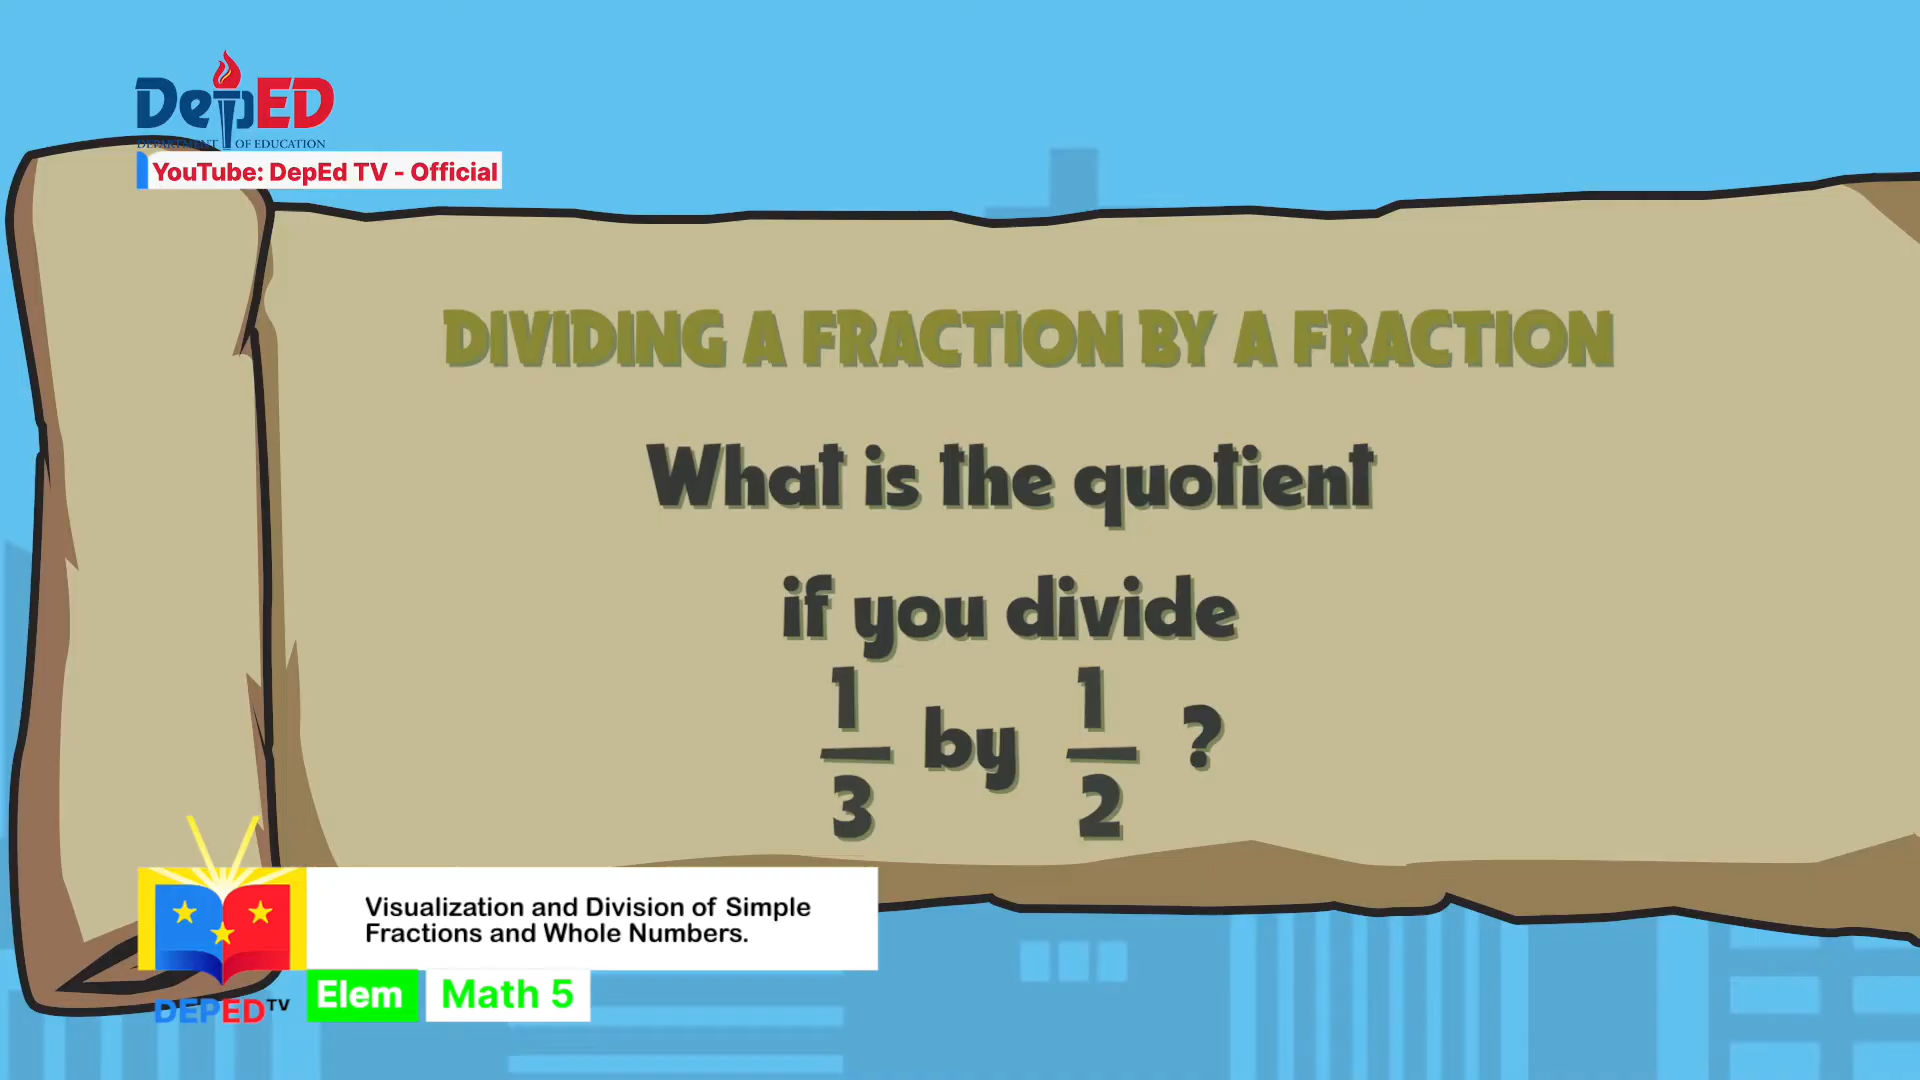 DepED
DEPARTMENT OF EDUCATION
YouTube: DepEd TV - Official
DIVIDING A FRACTION BY A FRACTION
What is the quotient
if you divide
1/3 by 1/2 ?
Visualization and Division of Simple
Fractions and Whole Numbers.
DEPED TV
Elem Math 5